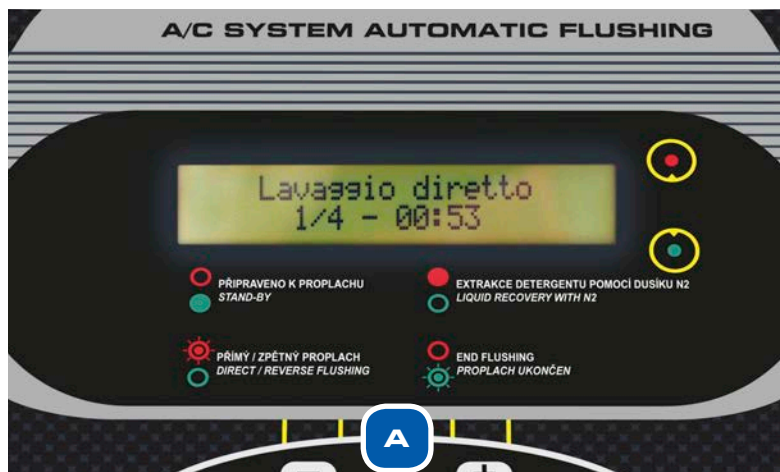 A/C SYSTEM AUTOMATIC FLUSHING
Lavaggio diretto
1/4 - 00:53
PŘIPRAVENO K PROPLACHU
STAND-BY
EXTRAKCE DETERGENTU POMOCÍ DUSÍKU N2
LIQUID RECOVERY WITH N2
PŘÍMÝ / ZPĚTNÝ PROPLACH
DIRECT / REVERSE FLUSHING
END FLUSHING
PROPLACH UKONČEN
A